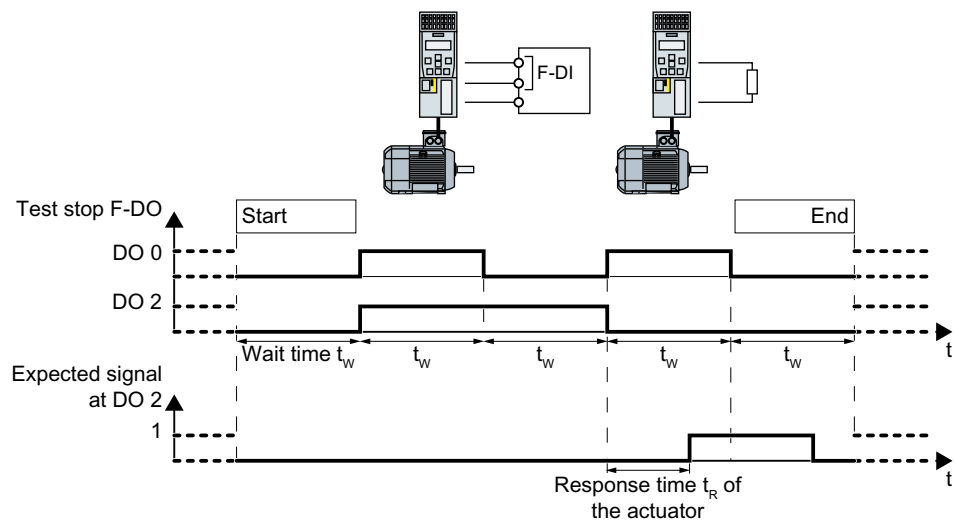 F-DI
Test stop F-DO
Start
End
DO 0
DO 2
t
Wait time tW
tW
tW
tW
tW
Expected signal
at DO 2
1
t
Response time tR of
the actuator